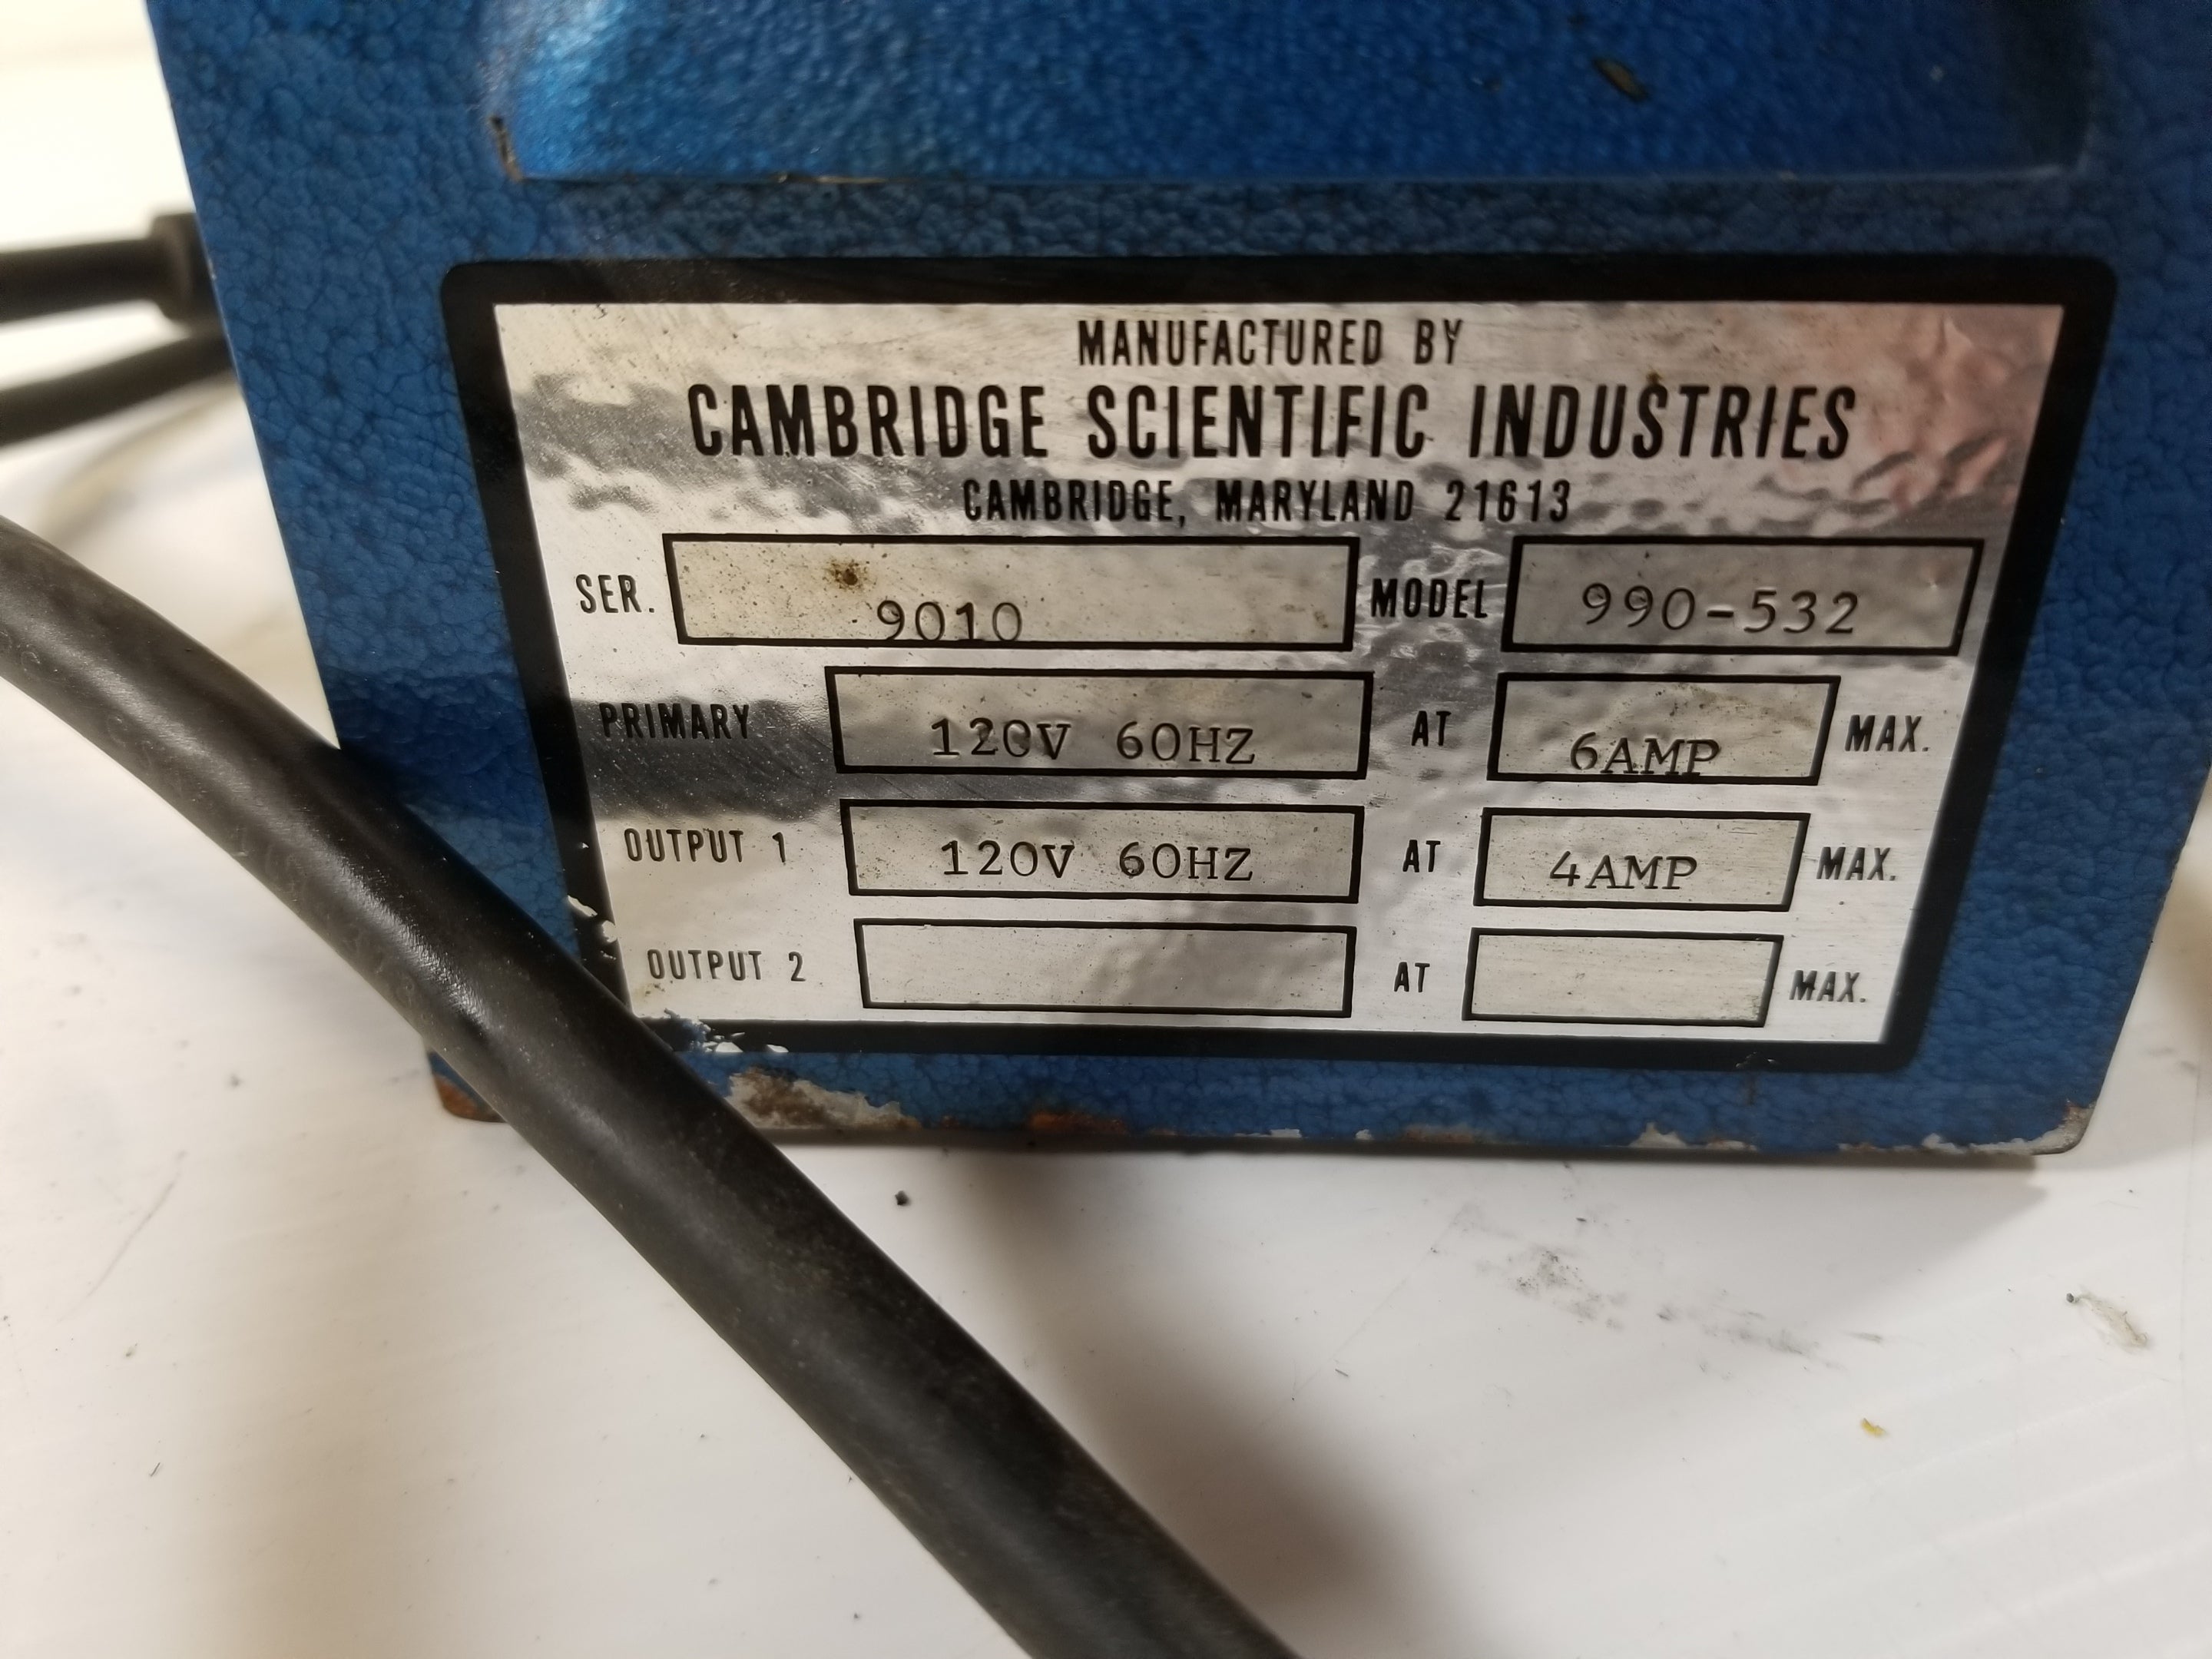 MANUFACTURED BY
CAMBRIDGE SCIENTIFIC INDUSTRIES
CAMBRIDGE, MARYLAND 21613
SER. 9010 MODEL 990-532
PRIMARY 120V 60HZ AT 6AMP MAX.
OUTPUT 1 120V 60HZ AT 4AMP MAX.
OUTPUT 2 AT MAX.